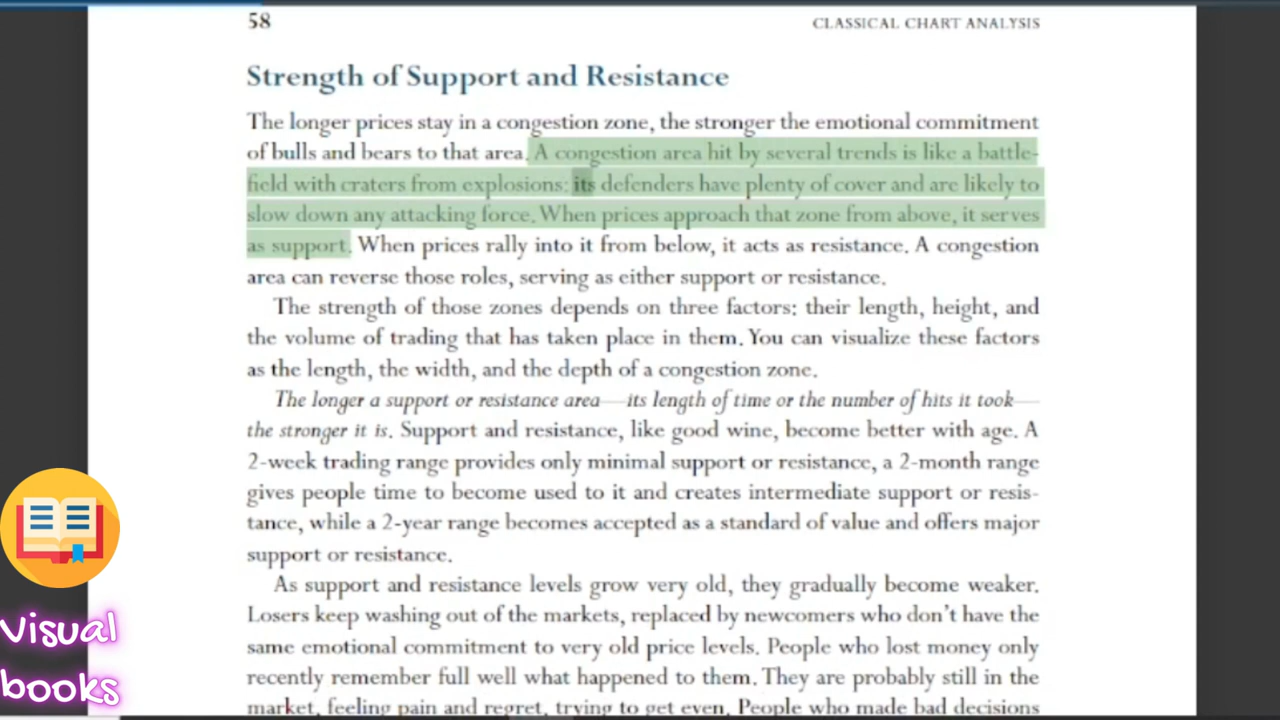 58
CLASSICAL CHART ANALYSIS
Strength of Support and Resistance
The longer prices stay in a congestion zone, the stronger the emotional commitment
of bulls and bears to that area. A congestion area hit by several trends is like a battle-
field with craters from explosions: its defenders have plenty of cover and are likely to
slow down any attacking force. When prices approach that zone from above, it serves
as support. When prices rally into it from below, it acts as resistance. A congestion
area can reverse those roles, serving as either support or resistance.
The strength of those zones depends on three factors: their length, height, and
the volume of trading that has taken place in them. You can visualize these factors
as the length, the width, and the depth of a congestion zone.
The longer a support or resistance area—its length of time or the number of hits it took—
the stronger it is. Support and resistance, like good wine, become better with age. A
2-week trading range provides only minimal support or resistance, a 2-month range
gives people time to become used to it and creates intermediate support or resis-
tance, while a 2-year range becomes accepted as a standard of value and offers major
support or resistance.
As support and resistance levels grow very old, they gradually become weaker.
Losers keep washing out of the markets, replaced by newcomers who don't have the
same emotional commitment to very old price levels. People who lost money only
recently remember full well what happened to them. They are probably still in the
market, feeling pain and regret, trying to get even. People who made bad decisions
Visual
books